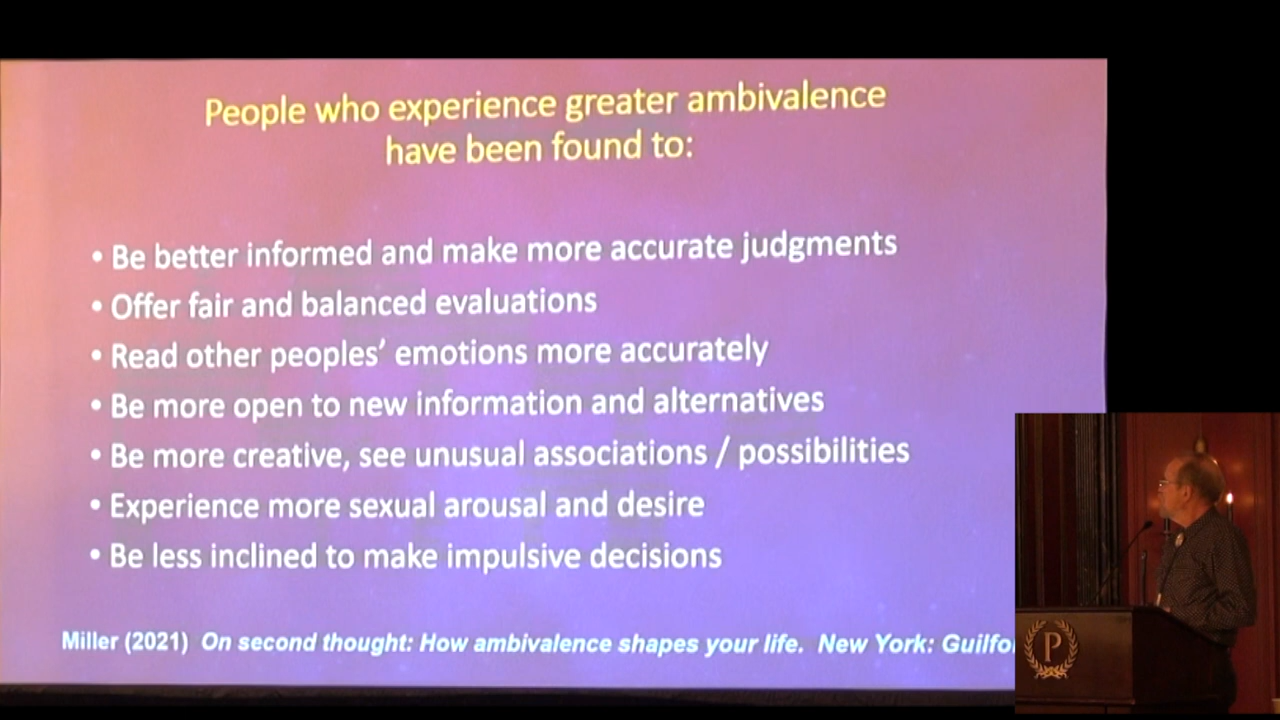 People who experience greater ambivalence
have been found to:
• Be better informed and make more accurate judgments
• Offer fair and balanced evaluations
• Read other peoples’ emotions more accurately
• Be more open to new information and alternatives
• Be more creative, see unusual associations / possibilities
• Experience more sexual arousal and desire
• Be less inclined to make impulsive decisions
Miller (2021) On second thought: How ambivalence shapes your life. New York: Guilfo
P